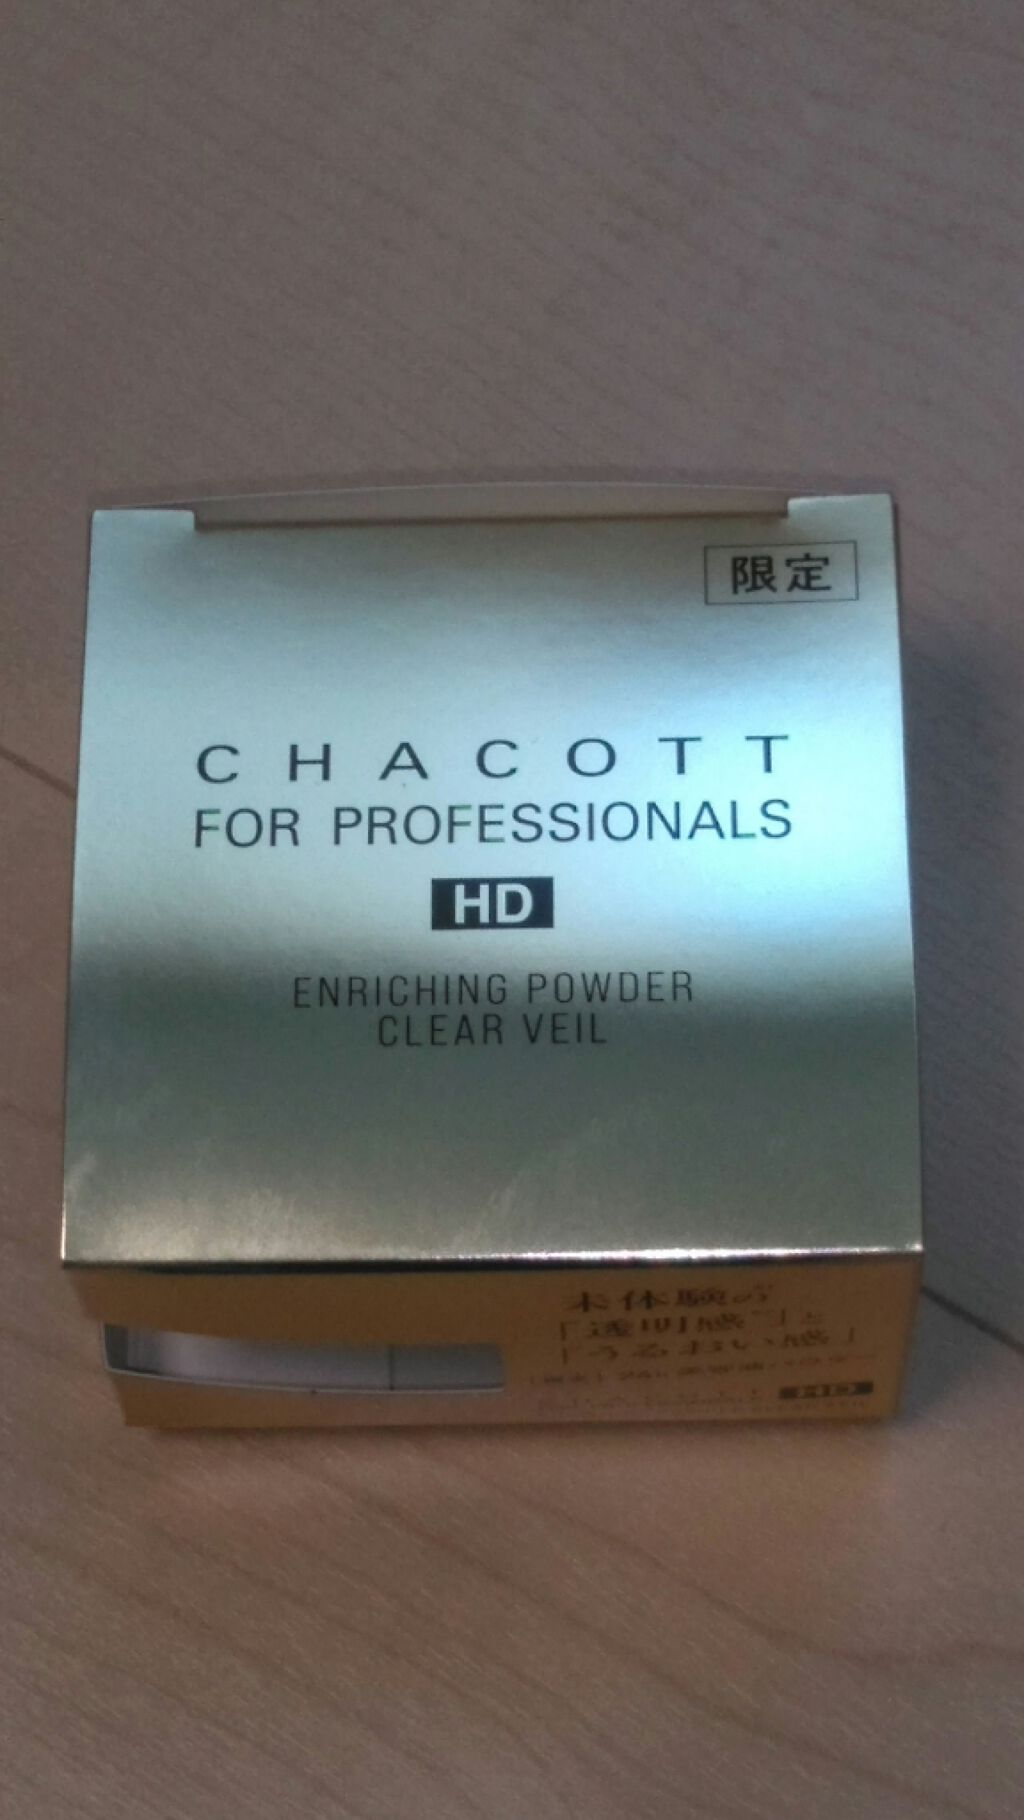 限定
CHACOTT
FOR PROFESSIONALS
HD
ENRICHING POWDER
CLEAR VEIL
未体験の
「透明感」と
「うるおい感」
HD